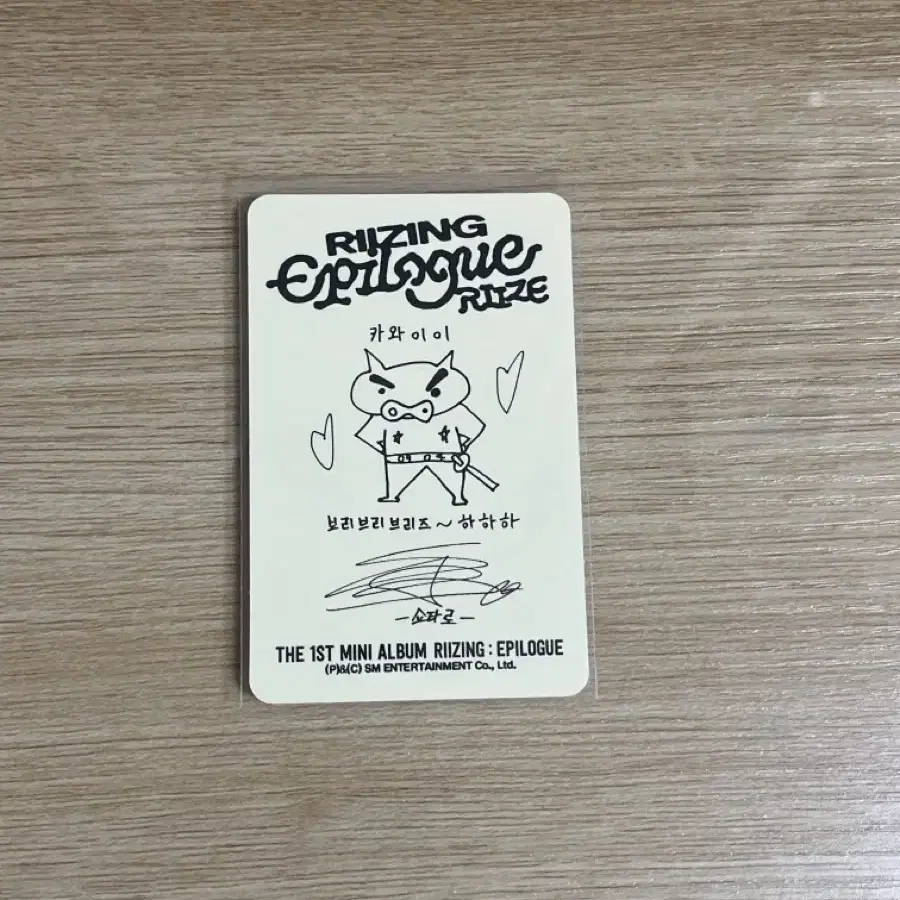 RIIZING
Epilogue
RIIZE
카와이이
브리브리브리즈~하하하
-쇼타로-
THE 1ST MINI ALBUM RIIZING : EPILOGUE
(P)&(C) SM ENTERTAINMENT Co., Ltd.